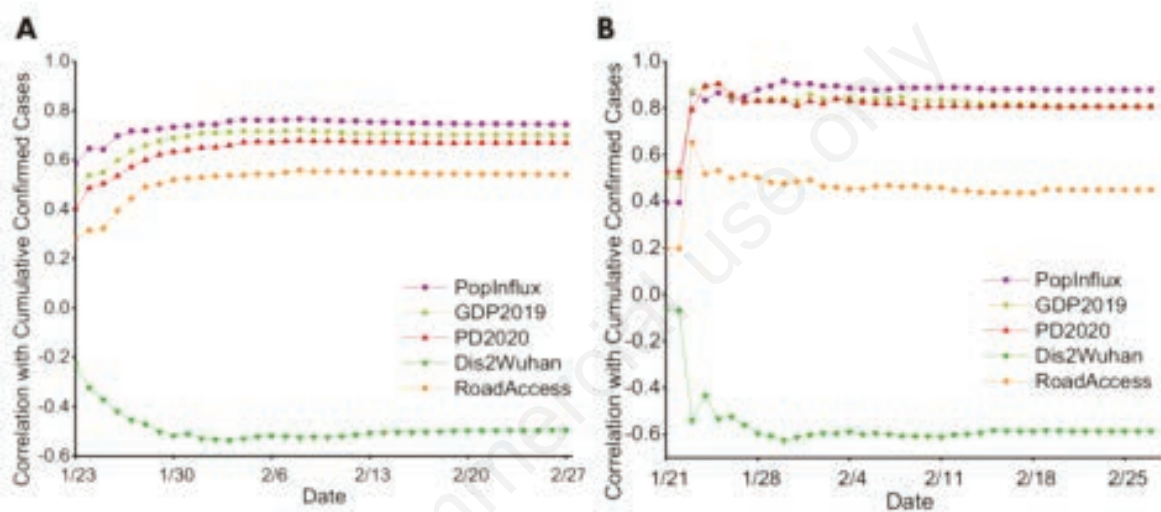 A
B
Correlation with Cumulative Confirmed Cases
1.0
0.8
0.6
0.4
0.2
0.0
-0.2
-0.4
-0.6
PopInflux
GDP2019
PD2020
Dis2Wuhan
RoadAccess
1/23
1/30
2/6
2/13
2/20
2/27
Date
Correlation with Cumulative Confirmed Cases
1.0
0.8
0.6
0.4
0.2
0.0
-0.2
-0.4
-0.6
PopInflux
GDP2019
PD2020
Dis2Wuhan
RoadAccess
1/21
1/28
2/4
2/11
2/18
2/25
Date
use only